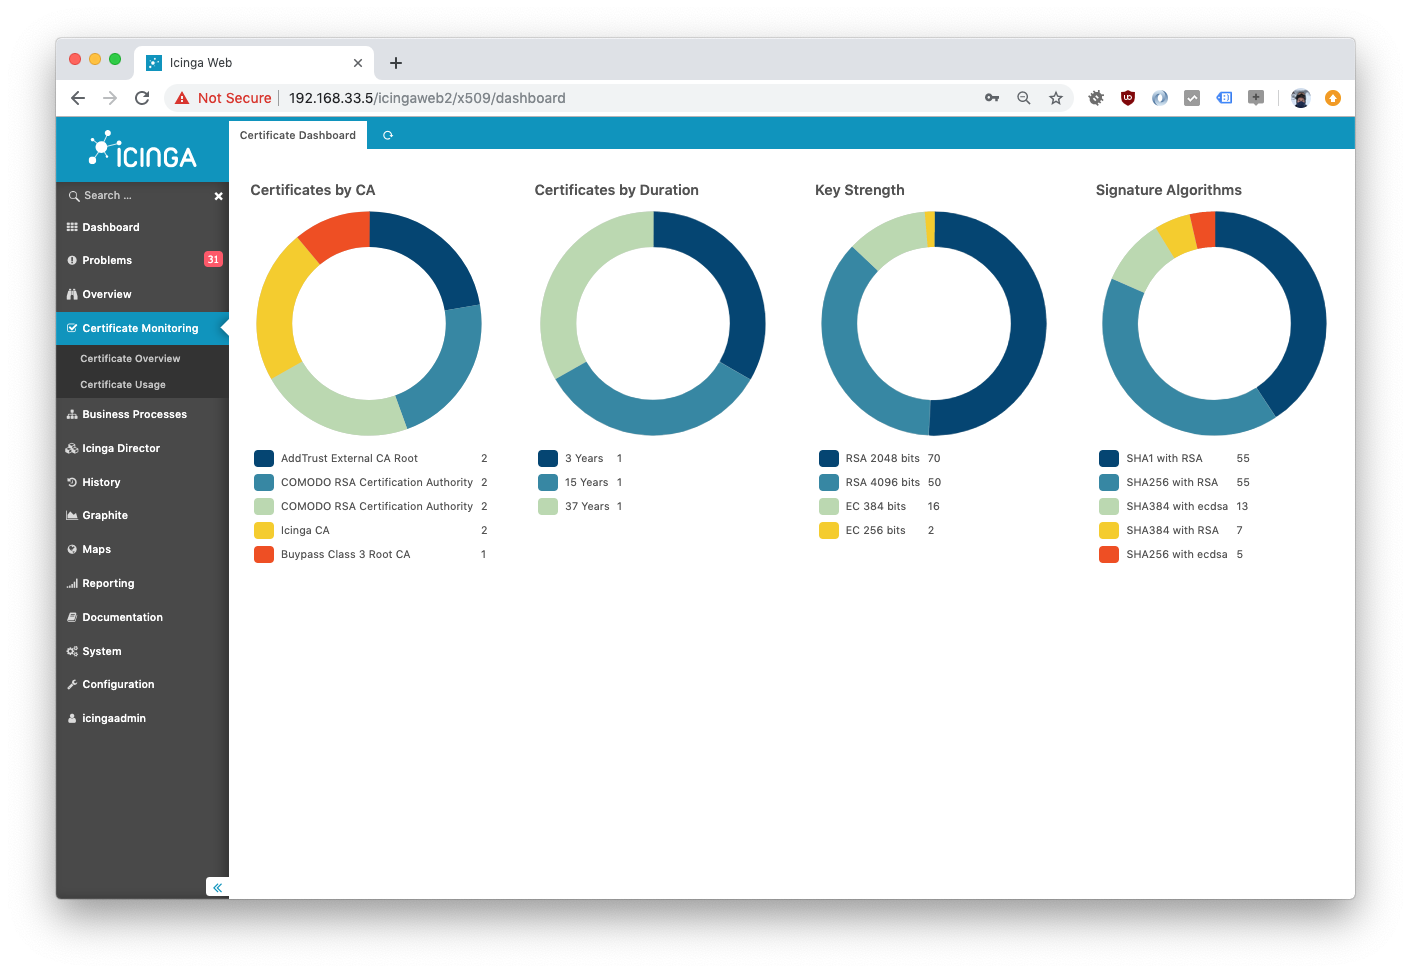 Icinga Web
Not Secure
192.168.33.5/icingaweb2/x509/dashboard
ICINGA
Certificate Dashboard
Search ...
Dashboard
Problems 31
Overview
Certificate Monitoring
Certificate Overview
Certificate Usage
Business Processes
Icinga Director
History
Graphite
Maps
Reporting
Documentation
System
Configuration
icingaadmin
Certificates by CA
AddTrust External CA Root 2
COMODO RSA Certification Authority 2
COMODO RSA Certification Authority 2
Icinga CA 2
Buypass Class 3 Root CA 1
Certificates by Duration
3 Years 1
15 Years 1
37 Years 1
Key Strength
RSA 2048 bits 70
RSA 4096 bits 50
EC 384 bits 16
EC 256 bits 2
Signature Algorithms
SHA1 with RSA 55
SHA256 with RSA 55
SHA384 with ecdsa 13
SHA384 with RSA 7
SHA256 with ecdsa 5